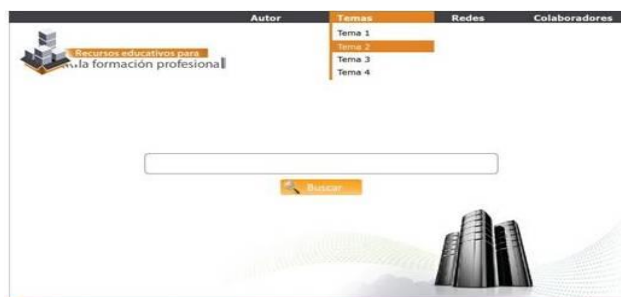 Autor Temas Redes Colaboradores
Tema 1
Tema 2
Tema 3
Tema 4
Recursos educativos para
la formación profesional
Buscar